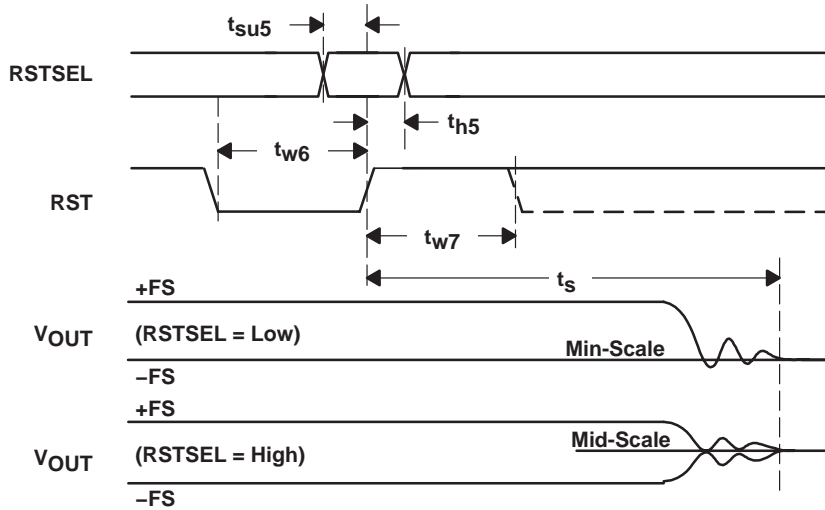 tsu5
RSTSEL
th5
tw6
RST
tw7
ts
+FS
VOUT
(RSTSEL = Low)
Min-Scale
–FS
+FS
Mid-Scale
VOUT
(RSTSEL = High)
–FS